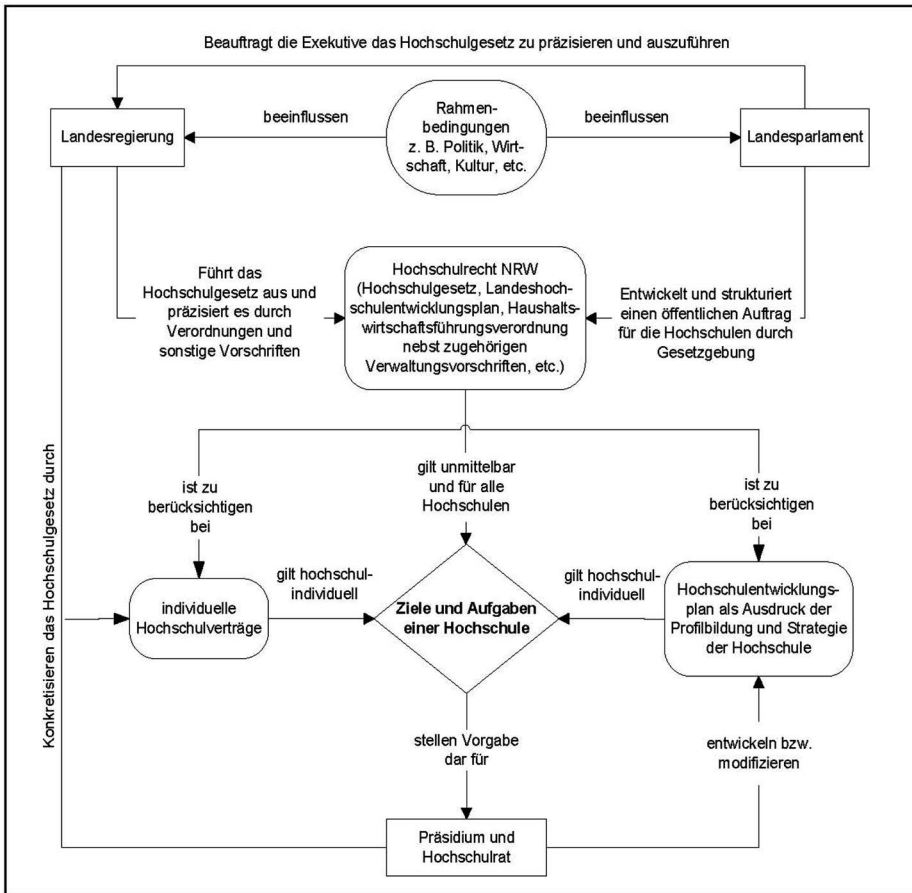 Beauftragt die Exekutive das Hochschulgesetz zu präzisieren und auszuführen
Landesregierung
beeinflussen
Rahmen-
bedingungen
z. B. Politik, Wirt-
schaft, Kultur, etc.
beeinflussen
Landesparlament
Führt das
Hochschulgesetz aus und
präzisiert es durch
Verordnungen und
sonstige Vorschriften
Hochschulrecht NRW
(Hochschulgesetz, Landeshoch-
schulentwicklungsplan, Haushalts-
wirtschaftsführungsverordnung
nebst zugehörigen
Verwaltungsvorschriften, etc.)
Entwickelt und strukturiert
einen öffentlichen Auftrag
für die Hochschulen durch
Gesetzgebung
Konkretisieren das Hochschulgesetz durch
ist zu
berücksichtigen
bei
gilt unmittelbar
und für alle
Hochschulen
ist zu
berücksichtigen
bei
individuelle
Hochschulverträge
gilt hochschul-
individuell
Ziele und Aufgaben
einer Hochschule
gilt hochschul-
individuell
Hochschulentwicklungs-
plan als Ausdruck der
Profilbildung und Strategie
der Hochschule
stellen Vorgabe
dar für
entwickeln bzw.
modifizieren
Präsidium und
Hochschulrat